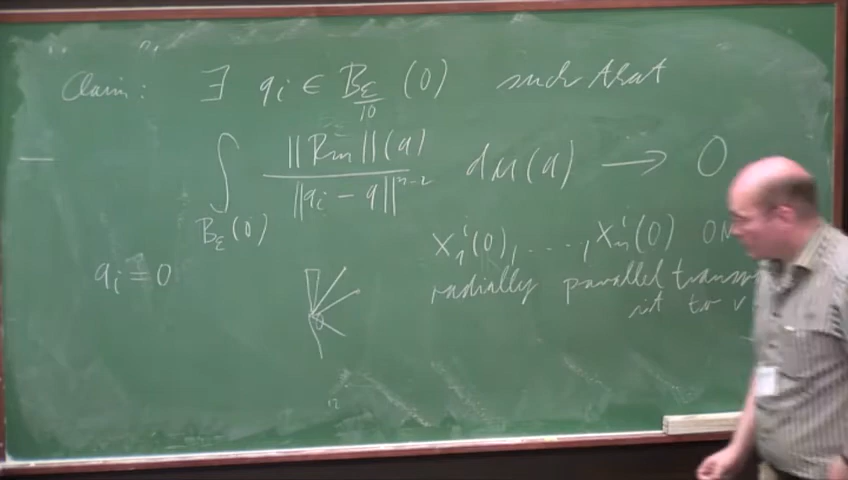 Claim: ∃ q_i ∈ B_{ε/10} (0) such that
∫_{B_ε(0)} ||Rm||(q) / ||q_i - q||^{n-2} dμ(q) → 0
q_i = 0
X_1^i(0), ...., X_n^i(0) ON
radially parallel trans
it to